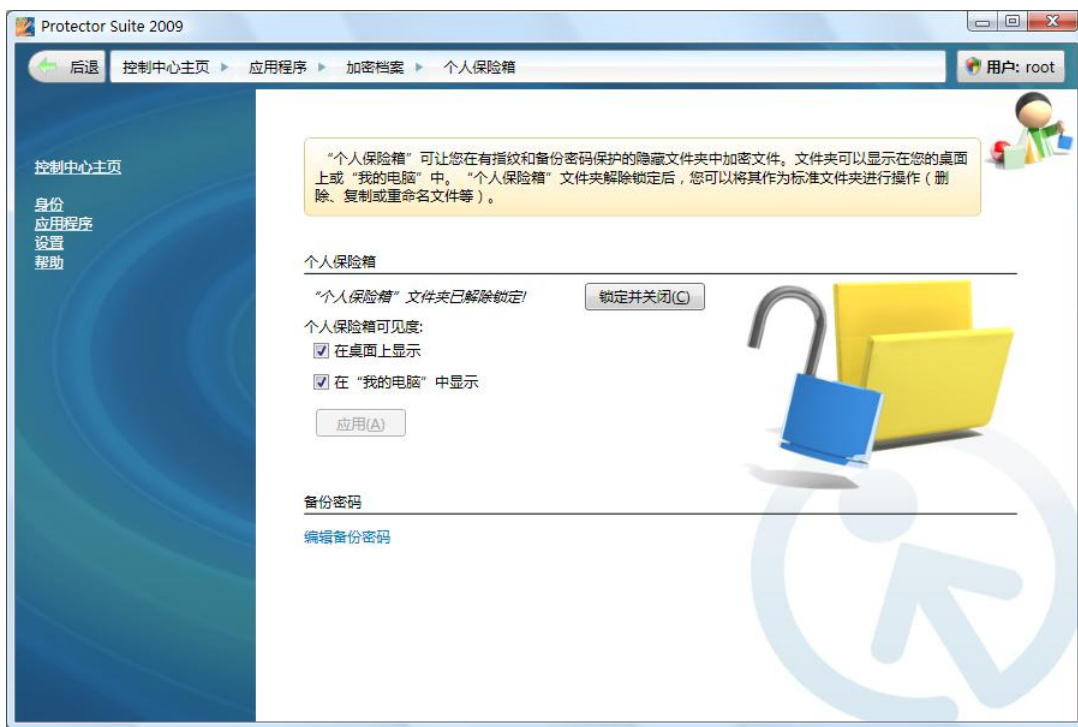 Protector Suite 2009
后退 控制中心主页 应用程序 加密档案 个人保险箱 用户: root
控制中心主页
身份
应用程序
设置
帮助
“个人保险箱”可让您在有指纹和备份密码保护的隐藏文件夹中加密文件。文件夹可以显示在您的桌面
上或“我的电脑”中。“个人保险箱”文件夹解除锁定后，您可以将其作为标准文件夹进行操作（删
除、复制或重命名文件等）。
个人保险箱
“个人保险箱”文件夹已解除锁定! 锁定并关闭(C)
个人保险箱可见度:
在桌面上显示
在“我的电脑”中显示
应用(A)
备份密码
编辑备份密码